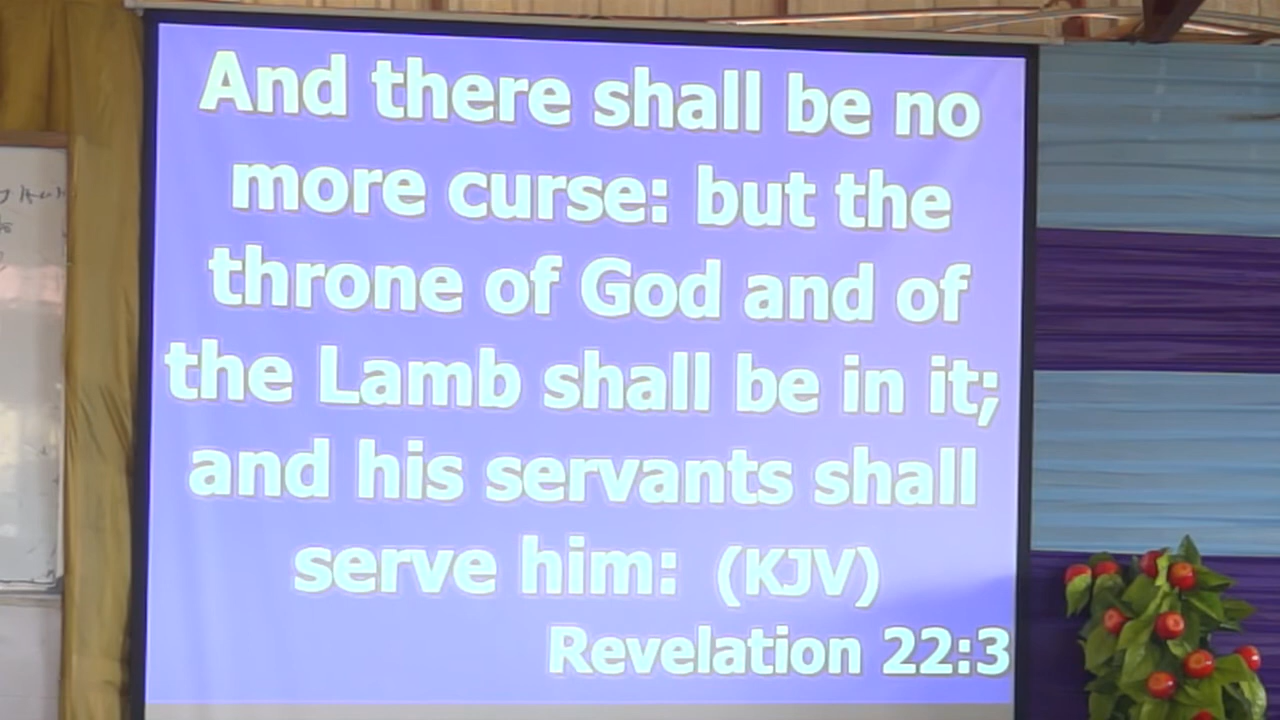 And there shall be no
more curse: but the
throne of God and of
the Lamb shall be in it;
and his servants shall
serve him: (KJV)
Revelation 22:3